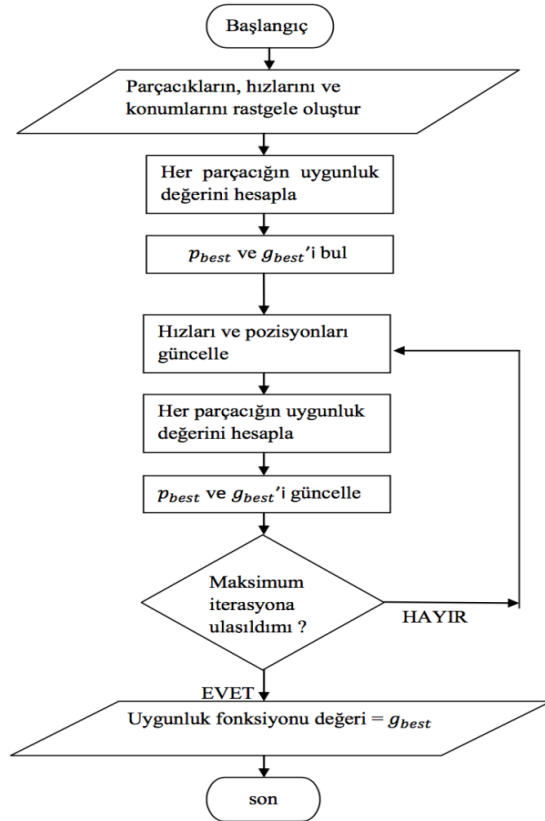 Başlangıç
Parçacıkların, hızlarını ve
konumlarını rastgele oluştur
Her parçacığın uygunluk
değerini hesapla
p_best ve g_best'i bul
Hızları ve pozisyonları
güncelle
Her parçacığın uygunluk
değerini hesapla
p_best ve g_best'i güncelle
Maksimum
iterasyona
ulasıldımı ?
HAYIR
EVET
Uygunluk fonksiyonu değeri = g_best
son